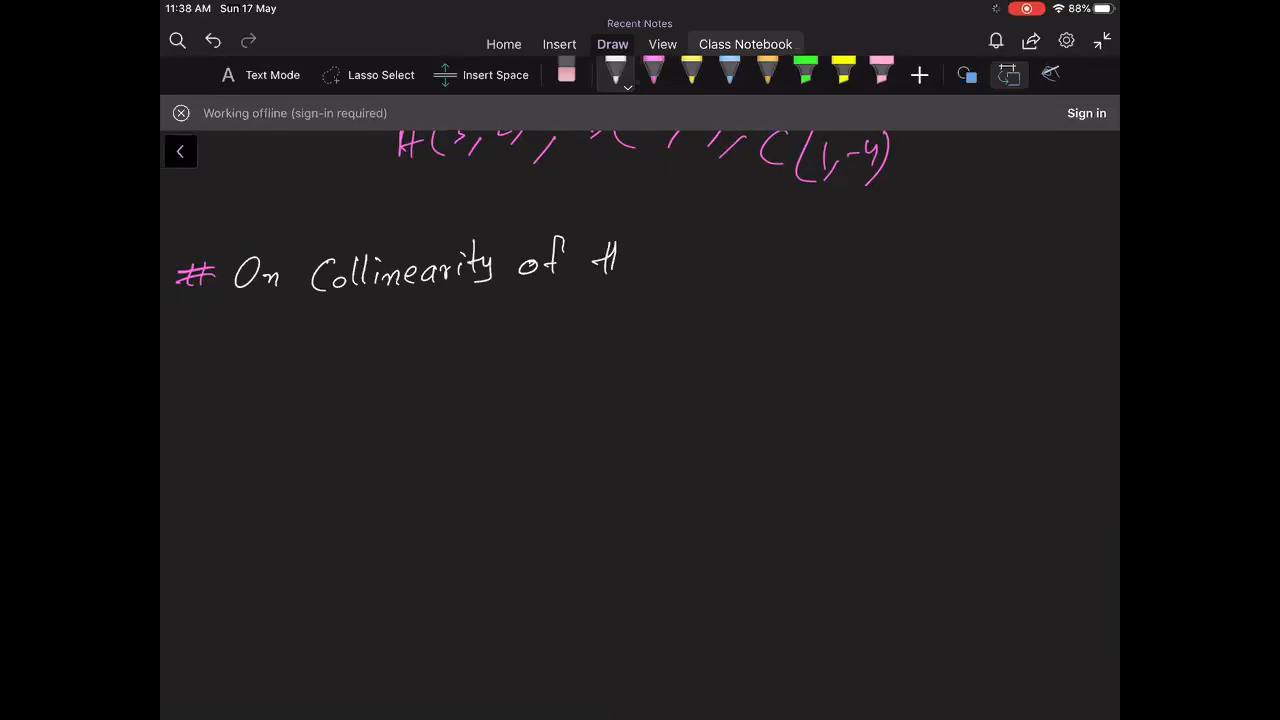 11:38 AM Sun 17 May
88%
Recent Notes
Home Insert Draw View Class Notebook
A Text Mode Lasso Select Insert Space
Working offline (sign-in required) Sign in
C(1,-4)
# On Collinearity of